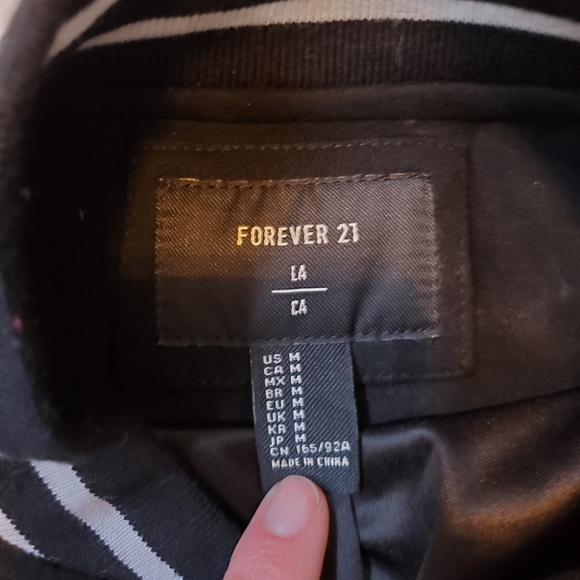 FOREVER 21
LA
CA
US M
CA M
MX M
BR M
EU M
UK M
KR M
JP M
CN 165/92A
MADE IN CHINA